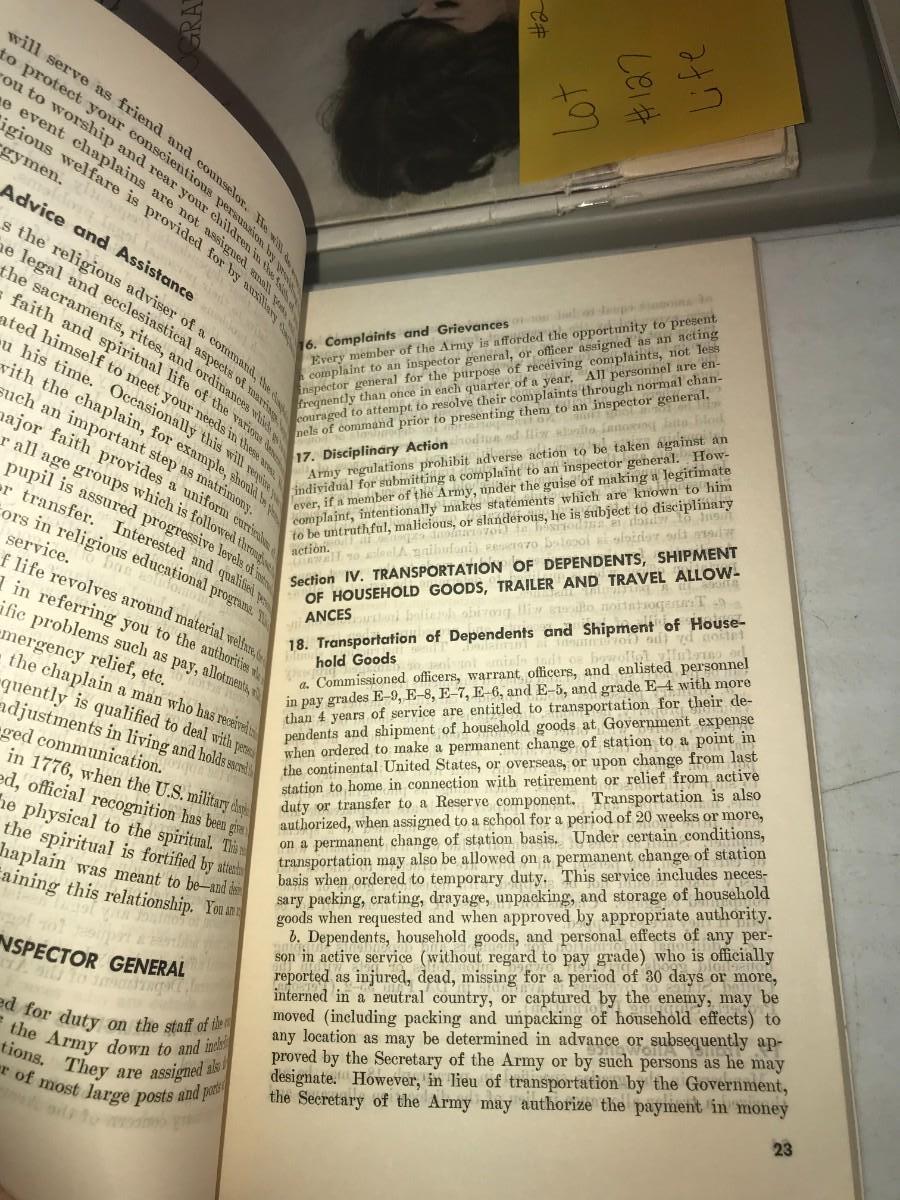 OGRA
#2
Lot
#127
Life
will serve as friend and counselor. He will
to protect your conscientious persuasion by
you to worship and rear your children in the faith of
event chaplains are not assigned small posts
religious welfare is provided for by auxiliary
Advice and Assistance
the religious adviser of a command, the
legal and ecclesiastical aspects of marriage
the sacraments, rites, and ordinances which
faith and spiritual life of the various
himself to meet your needs in these areas
his time. Occasionally this will require
with the chaplain, for example, should be
such an important step as matrimony.
major faith provides a uniform curriculum
all age groups which is followed
pupil is assured progressive levels of
or transfer. Interested and qualified
in religious educational programs.
service.
life revolves around material welfare,
in referring you to the authorities
problems such as pay, allotments,
emergency relief, etc.
the chaplain a man who has received
is qualified to deal with
adjustments in living and holds sacred
communication.
in 1776, when the U.S. military
official recognition has been given
physical to the spiritual. This
the spiritual is fortified by
chaplain was meant to be—and
this relationship. You are
INSPECTOR GENERAL
for duty on the staff of the
the Army down to and
They are assigned also
of most large posts and
16. Complaints and Grievances
Every member of the Army is afforded the opportunity to present
a complaint to an inspector general, or officer assigned as an acting
inspector general for the purpose of receiving complaints, not less
frequently than once in each quarter of a year. All personnel are en-
couraged to attempt to resolve their complaints through normal chan-
nels of command prior to presenting them to an inspector general.
17. Disciplinary Action
Army regulations prohibit adverse action to be taken against an
individual for submitting a complaint to an inspector general. How-
ever, if a member of the Army, under the guise of making a legitimate
complaint, intentionally makes statements which are known to him
to be untruthful, malicious, or slanderous, he is subject to disciplinary
action.
Section IV. TRANSPORTATION OF DEPENDENTS, SHIPMENT
OF HOUSEHOLD GOODS, TRAILER AND TRAVEL ALLOW-
ANCES
18. Transportation of Dependents and Shipment of House-
hold Goods
a. Commissioned officers, warrant officers, and enlisted personnel
in pay grades E–9, E–8, E–7, E–6, and E–5, and grade E–4 with more
than 4 years of service are entitled to transportation for their de-
pendents and shipment of household goods at Government expense
when ordered to make a permanent change of station to a point in
the continental United States, or overseas, or upon change from last
station to home in connection with retirement or relief from active
duty or transfer to a Reserve component. Transportation is also
authorized, when assigned to a school for a period of 20 weeks or more,
on a permanent change of station basis. Under certain conditions,
transportation may also be allowed on a permanent change of station
basis when ordered to temporary duty. This service includes neces-
sary packing, crating, drayage, unpacking, and storage of household
goods when requested and when approved by appropriate authority.
b. Dependents, household goods, and personal effects of any per-
son in active service (without regard to pay grade) who is officially
reported as injured, dead, missing for a period of 30 days or more,
interned in a neutral country, or captured by the enemy, may be
moved (including packing and unpacking of household effects) to
any location as may be determined in advance or subsequently ap-
proved by the Secretary of the Army or by such persons as he may
designate. However, in lieu of transportation by the Government,
the Secretary of the Army may authorize the payment in money
23